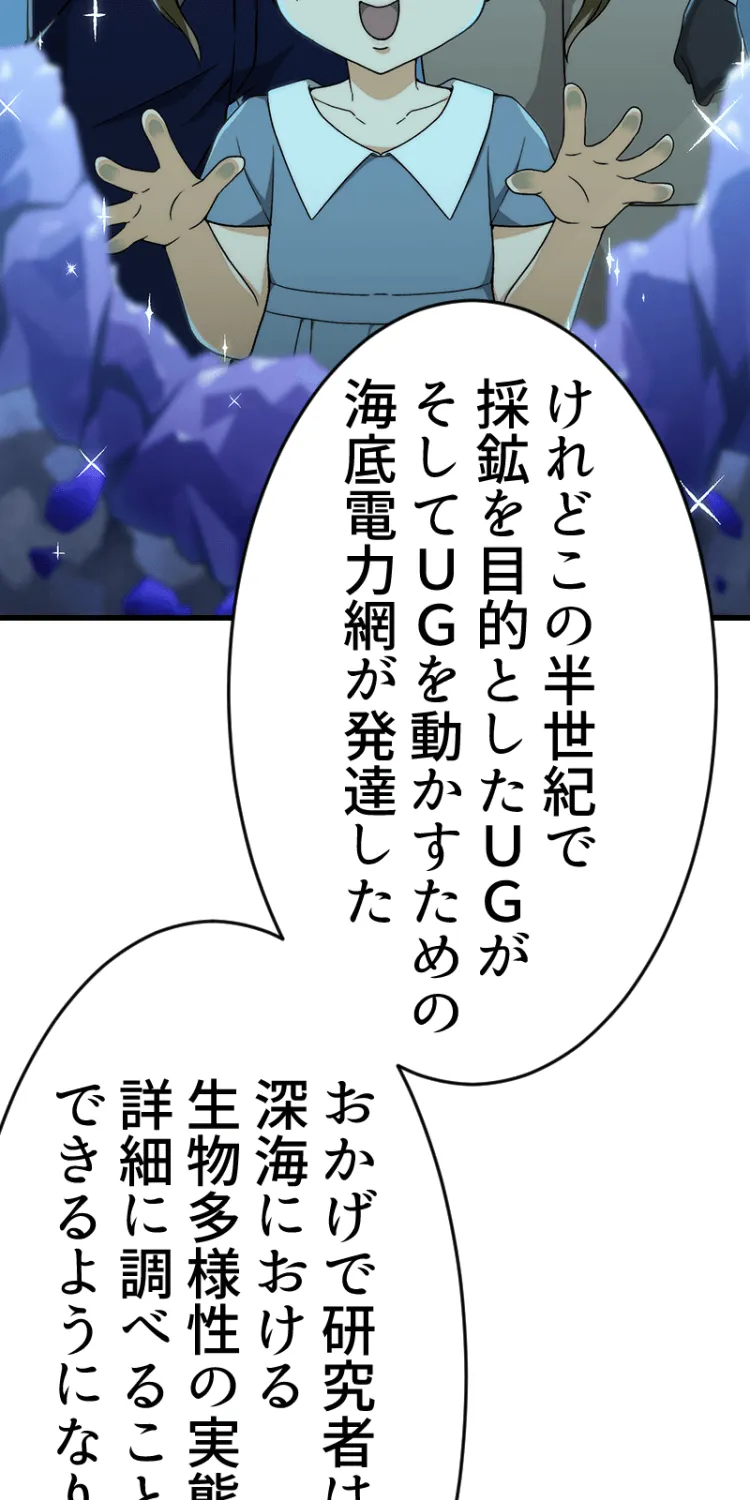 けれどこの半世紀で
採鉱を目的としたUGが
そしてUGを動かすための
海底電力網が発達した
おかげで研究者は
深海における
生物多様性の実態
詳細に調べること
できるようになり